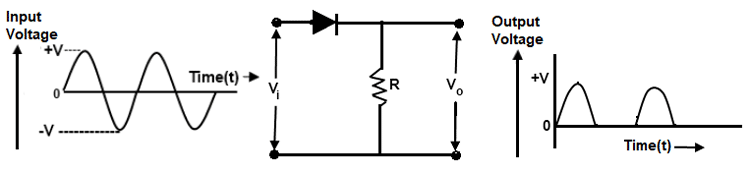 Input
Voltage
+V
0
-V
Time(t)
Vi
R
Vo
Output
Voltage
+V
0
Time(t)